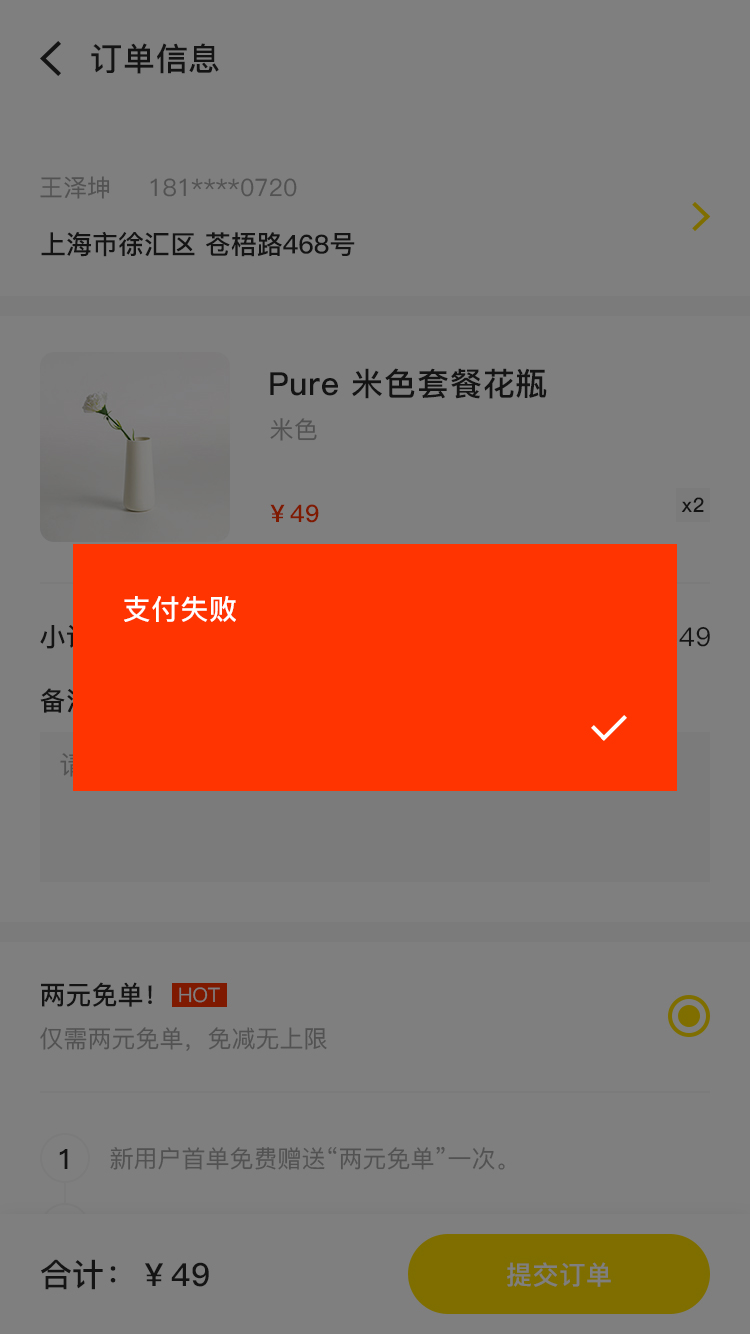 订单信息
王泽坤 181****0720
上海市徐汇区 苍梧路468号
Pure 米色套餐花瓶
米色
¥ 49
x2
支付失败
小
49
备
两元免单！ HOT
仅需两元免单，免减无上限
1 新用户首单免费赠送“两元免单”一次。
合计： ¥ 49
提交订单